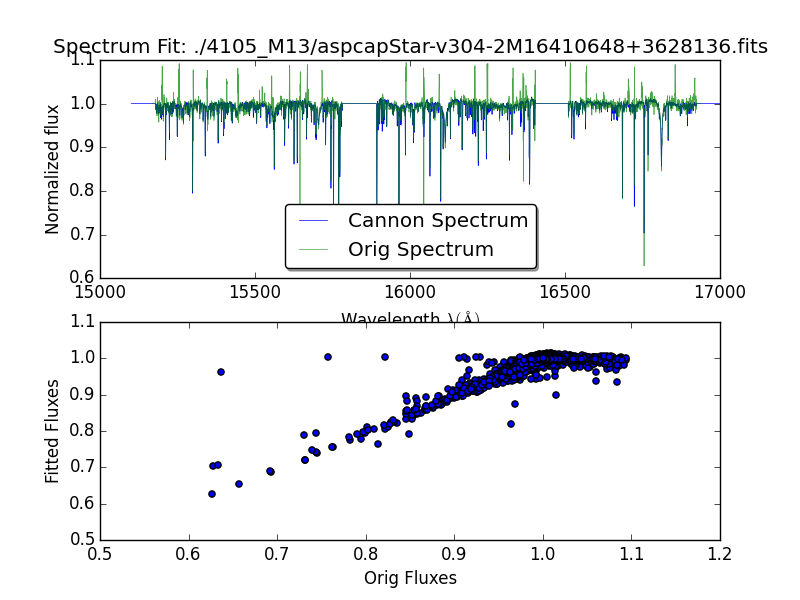 Spectrum Fit: ./4105_M13/aspcapStar-v304-2M16410648+3628136.fits
1.1
1.0
0.9
0.8
0.7
0.6
Normalized flux
Cannon Spectrum
Orig Spectrum
15000 15500 16000 16500 17000
Wavelength λ(Å)
1.1
1.0
0.9
0.8
0.7
0.6
0.5
Fitted Fluxes
0.5 0.6 0.7 0.8 0.9 1.0 1.1 1.2
Orig Fluxes